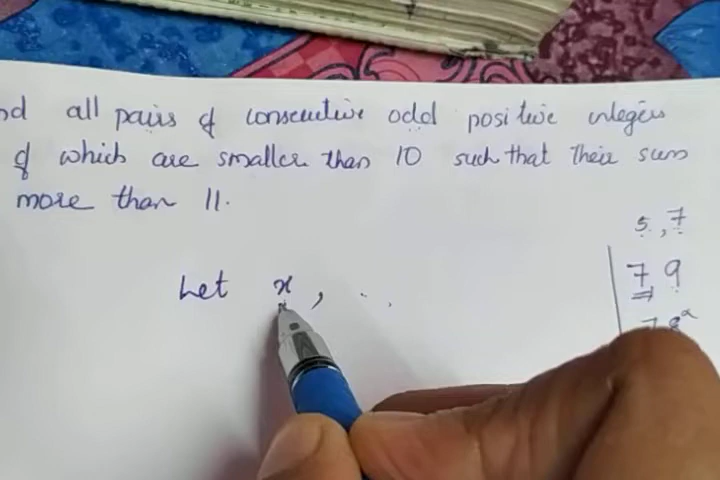 nd all pairs of consecutive odd positive integers
of which are smaller than 10 such that their sum
more than 11.
5, 7
Let x,
7, 9